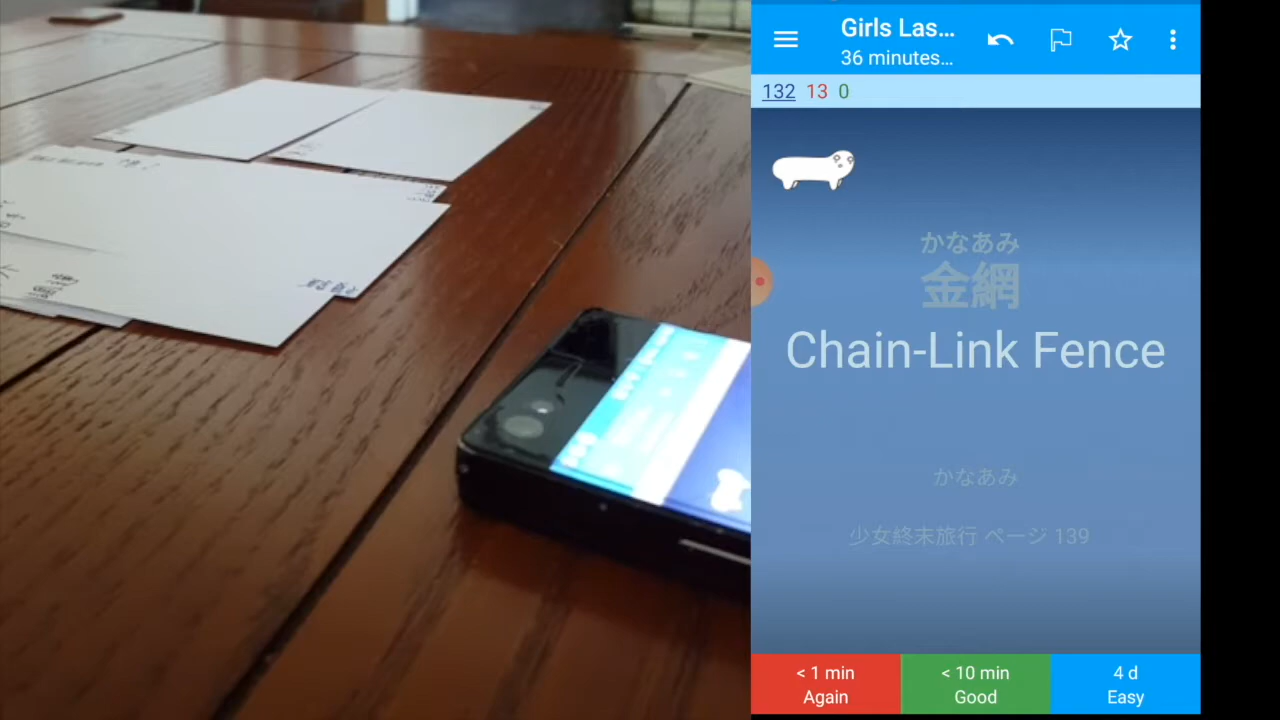 Girls Las...
36 minutes...
132 13 0
かなあみ
金網
Chain-Link Fence
かなあみ
少女終末旅行 ページ 139
< 1 min
Again
< 10 min
Good
4 d
Easy